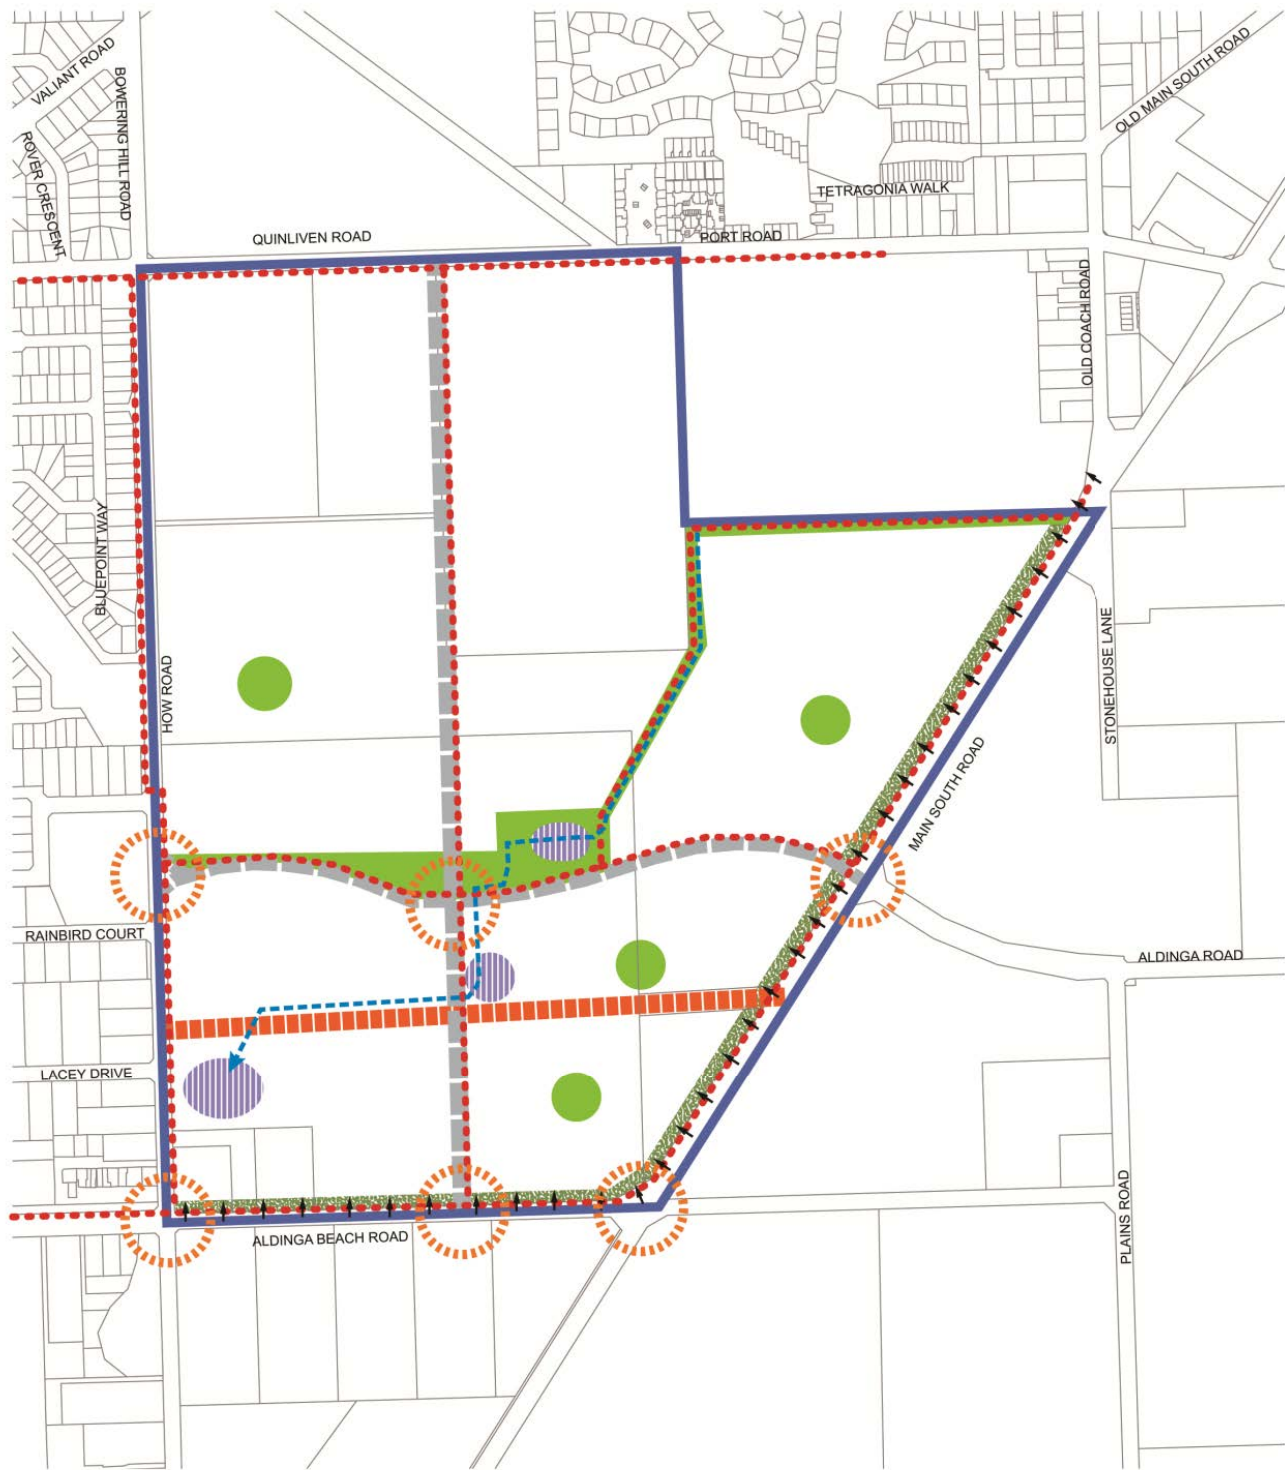 VALIANT ROAD
BOWERING HILL ROAD
ROVER CRESCENT
OLD MAIN SOUTH ROAD
TETRAGONIA WALK
QUINLIVEN ROAD
PORT ROAD
OLD COACH ROAD
BLUEPOINT WAY
HOW ROAD
STONEHOUSE LANE
MAIN SOUTH ROAD
RAINBIRD COURT
ALDINGA ROAD
LACEY DRIVE
PLAINS ROAD
ALDINGA BEACH ROAD